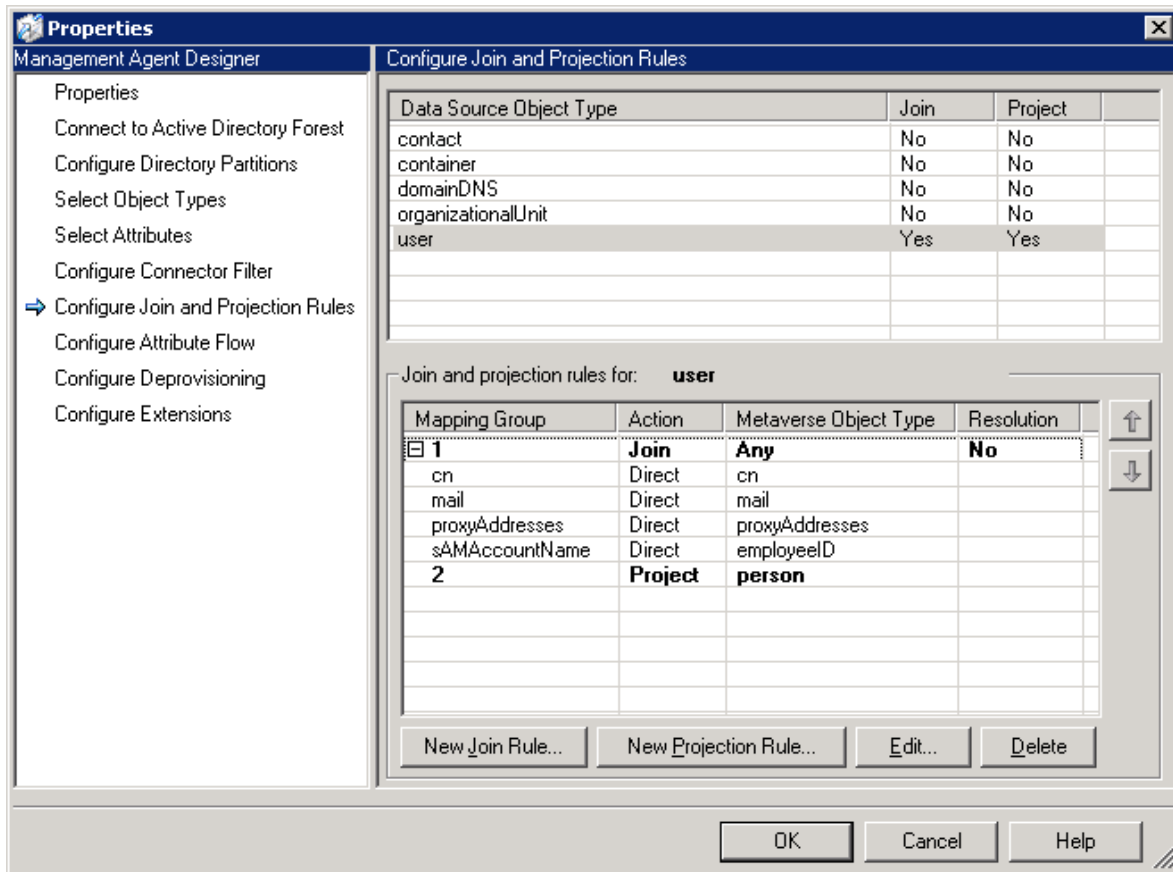 Properties
Management Agent Designer
Properties
Connect to Active Directory Forest
Configure Directory Partitions
Select Object Types
Select Attributes
Configure Connector Filter
Configure Join and Projection Rules
Configure Attribute Flow
Configure Deprovisioning
Configure Extensions
Configure Join and Projection Rules
Data Source Object Type Join Project
contact No No
container No No
domainDNS No No
organizationalUnit No No
user Yes Yes
Join and projection rules for: user
Mapping Group Action Metaverse Object Type Resolution
1 Join Any No
cn Direct cn
mail Direct mail
proxyAddresses Direct proxyAddresses
sAMAccountName Direct employeeID
2 Project person
New Join Rule... New Projection Rule... Edit... Delete
OK Cancel Help